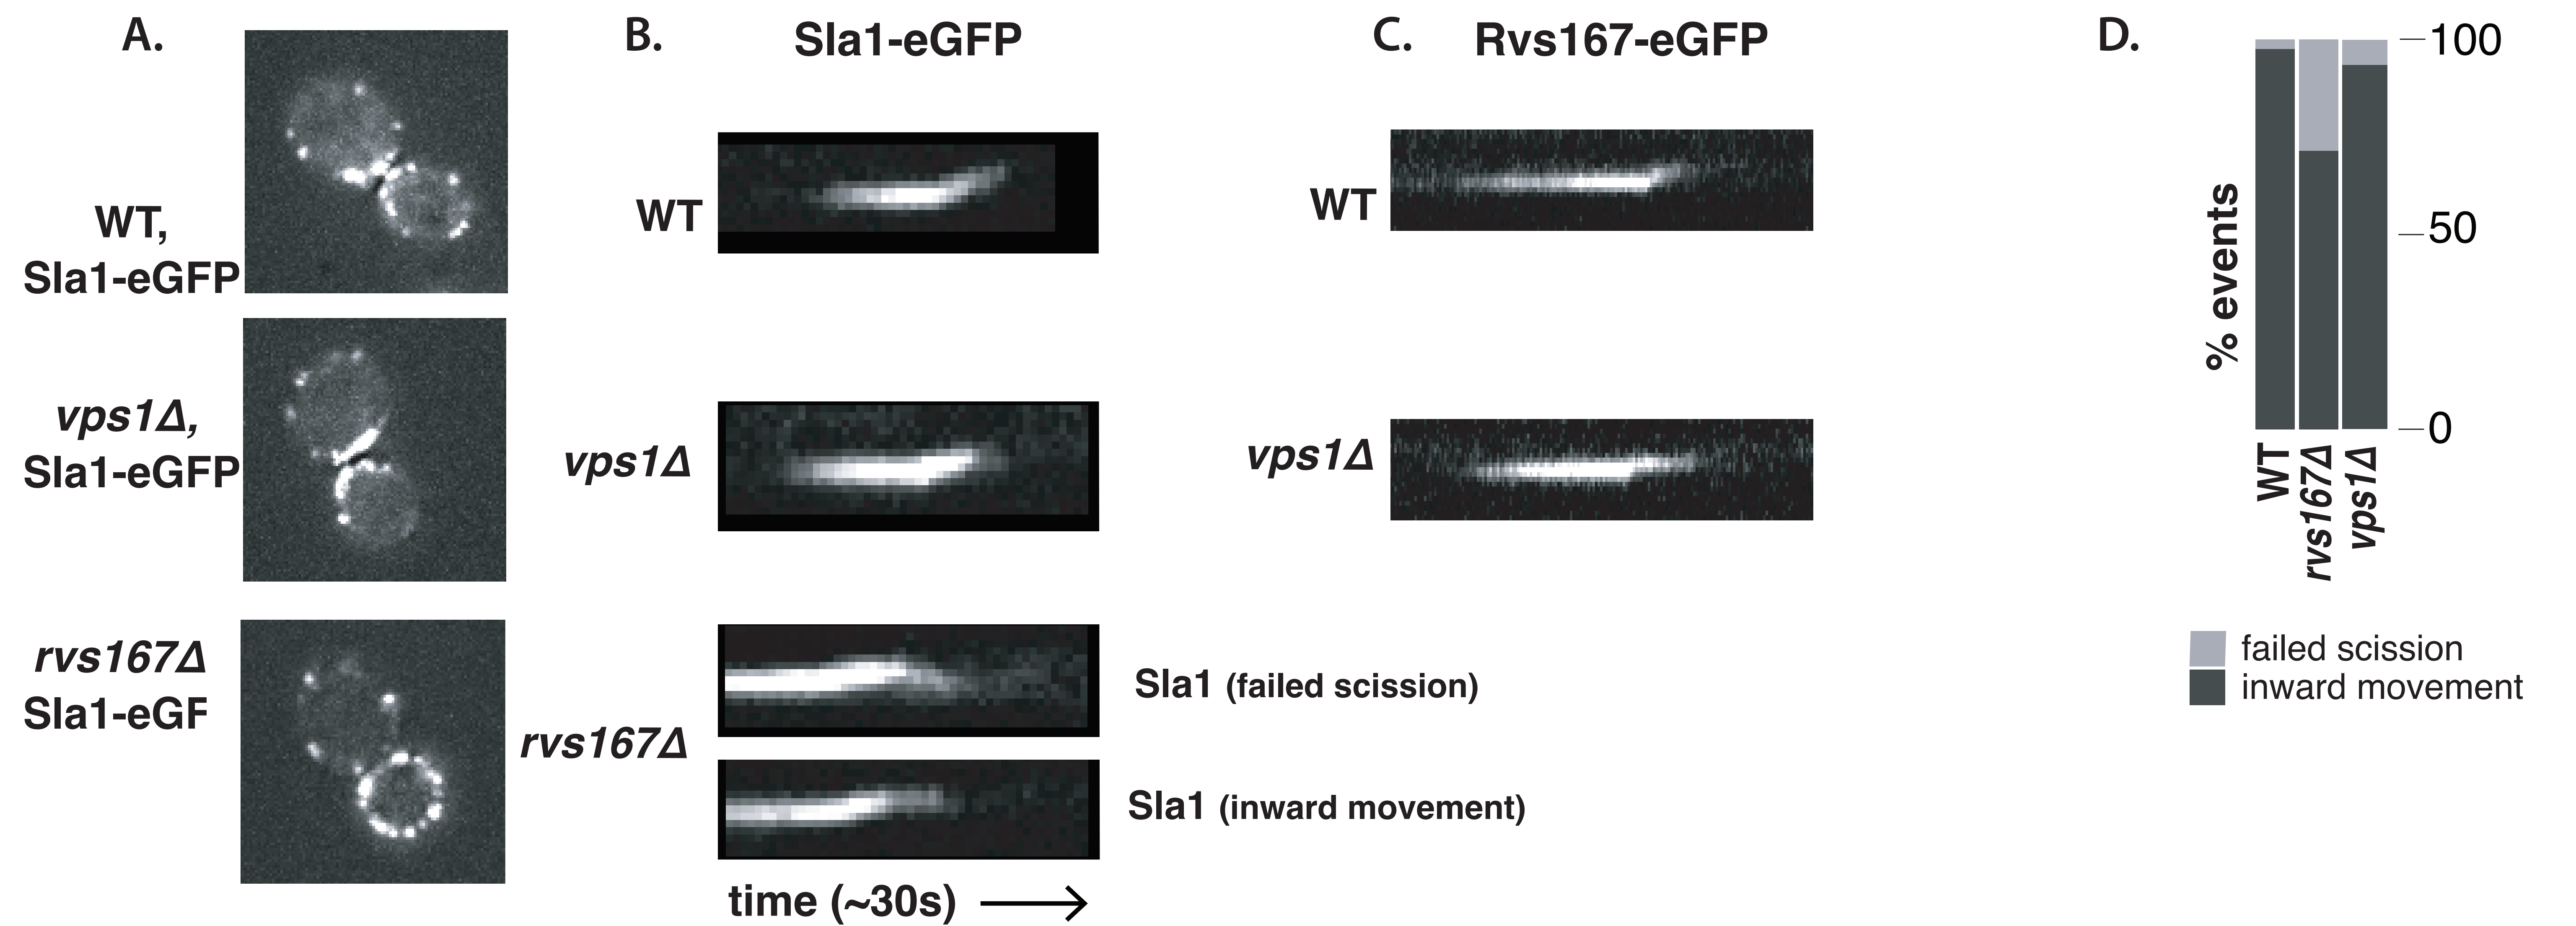 A.
WT,
Sla1-eGFP
vps1Δ,
Sla1-eGFP
rvs167Δ
Sla1-eGF
B.
Sla1-eGFP
WT
vps1Δ
rvs167Δ
Sla1 (failed scission)
Sla1 (inward movement)
time (~30s)
C.
Rvs167-eGFP
WT
vps1Δ
D.
% events
100
50
0
WT
rvs167Δ
vps1Δ
failed scission
inward movement